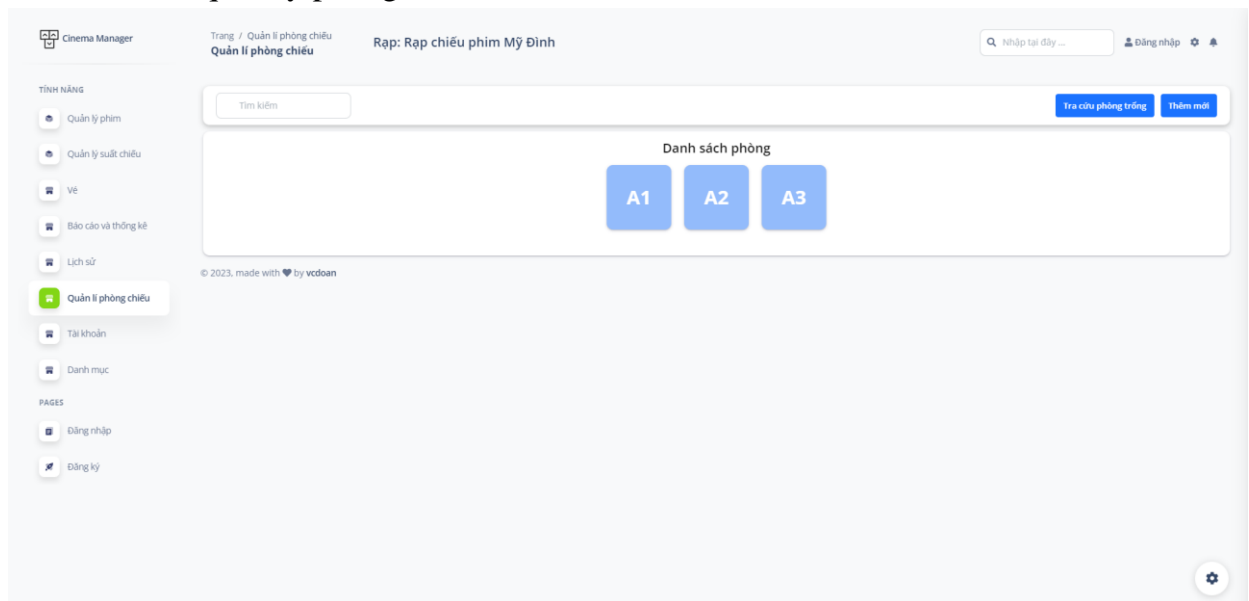 Cinema Manager
Trang / Quản lí phòng chiếu
Quản lí phòng chiếu
Rạp: Rạp chiếu phim Mỹ Đình
Nhập tại đây ...
Đăng nhập
TÍNH NĂNG
Quản lý phim
Quản lý suất chiếu
Vé
Báo cáo và thống kê
Lịch sử
Quản lí phòng chiếu
Tài khoản
Danh mục
PAGES
Đăng nhập
Đăng ký
Tìm kiếm
Tra cứu phòng trống
Thêm mới
Danh sách phòng
A1 A2 A3
© 2023, made with ♥ by vcdoan